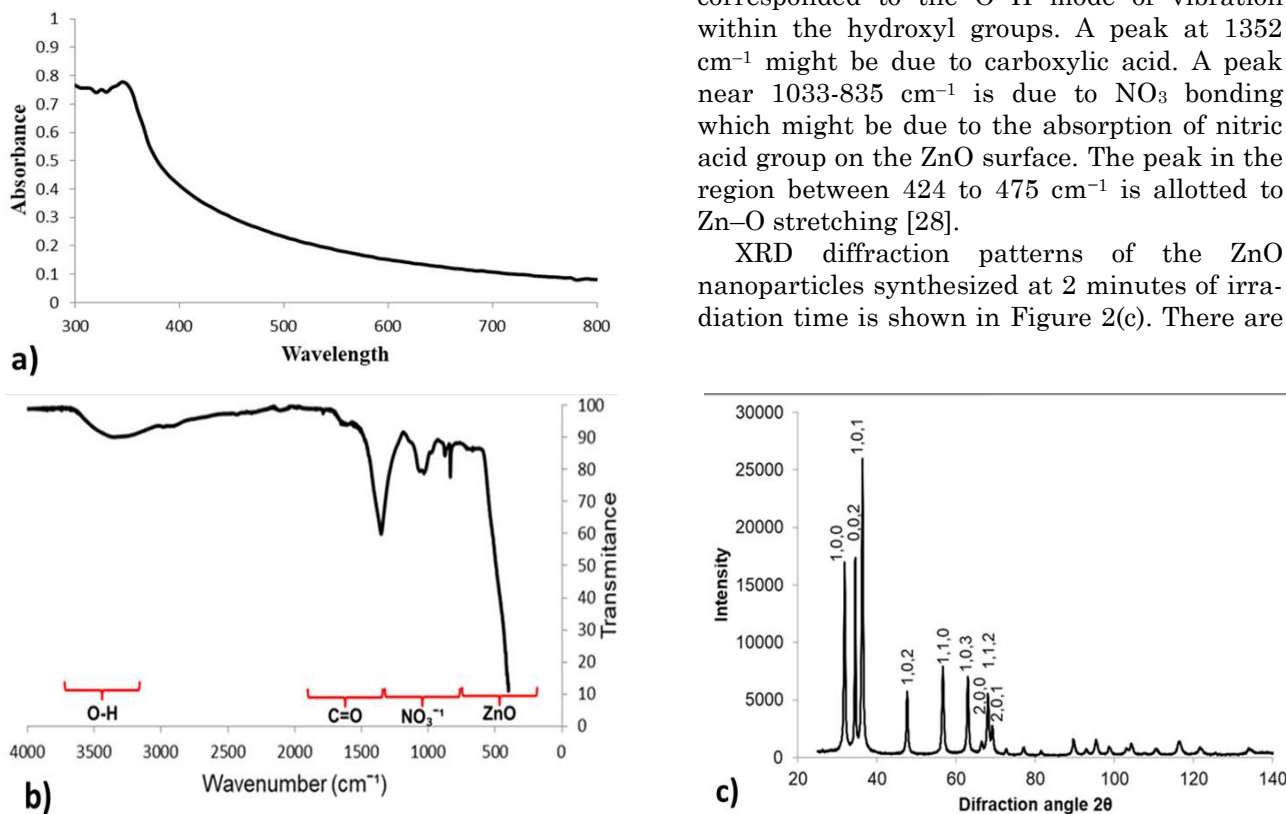 1
0.9
0.8
0.7
0.6
0.5
0.4
0.3
0.2
0.1
0
Absorbance
300 400 500 600 700 800
Wavelength
a)
within the hydroxyl groups. A peak at 1352
cm⁻¹ might be due to carboxylic acid. A peak
near 1033-835 cm⁻¹ is due to NO₃ bonding
which might be due to the absorption of nitric
acid group on the ZnO surface. The peak in the
region between 424 to 475 cm⁻¹ is allotted to
Zn–O stretching [28].
XRD diffraction patterns of the ZnO
nanoparticles synthesized at 2 minutes of irra-
diation time is shown in Figure 2(c). There are
100
90
80
70
60
50
40
30
20
10
0
Transmitance
O-H C=O NO₃⁻¹ ZnO
4000 3500 3000 2500 2000 1500 1000 500 0
Wavenumber (cm⁻¹)
b)
30000
25000
20000
15000
10000
5000
0
Intensity
1,0,0
0,0,2
1,0,1
1,0,2
1,1,0
1,0,3
2,0,0
1,1,2
2,0,1
20 40 60 80 100 120 140
Difraction angle 2θ
c)